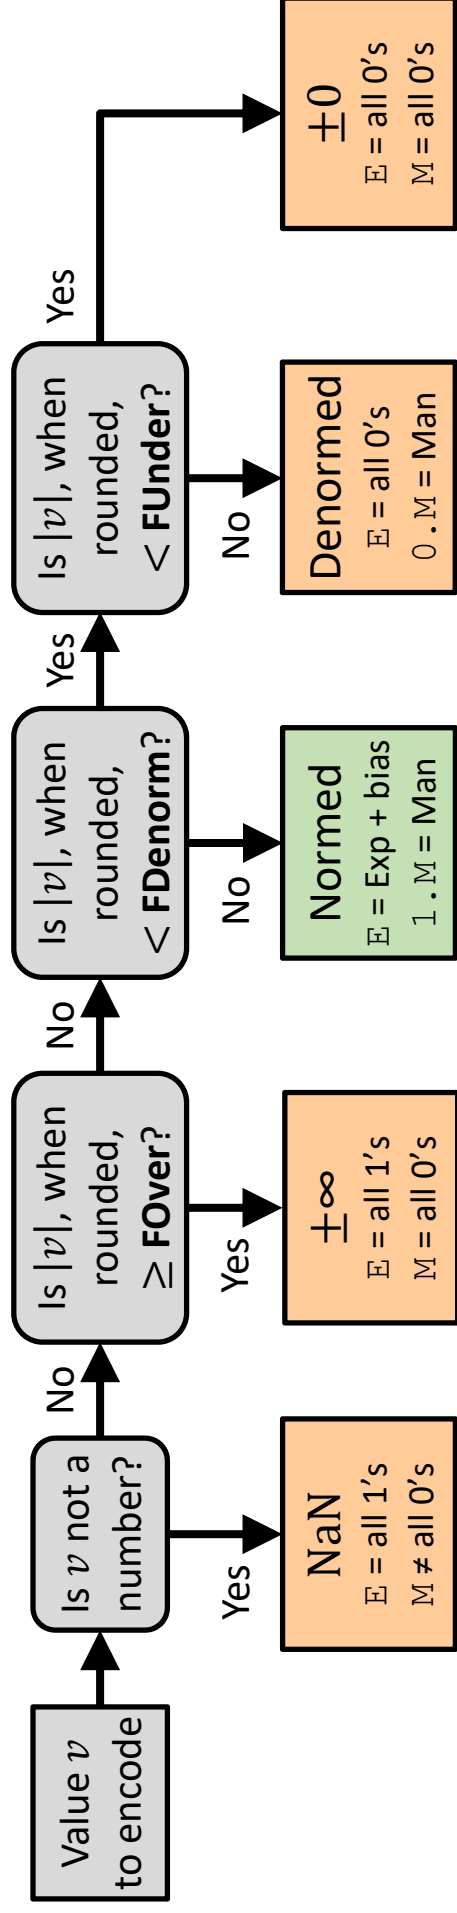 Value v
to encode
Is v not a
number?
No
Yes
NaN
E = all 1's
M ≠ all 0's
Is |v|, when
rounded,
≥ FOver?
No
Yes
±∞
E = all 1's
M = all 0's
Is |v|, when
rounded,
< FDenorm?
Yes
No
Normed
E = Exp + bias
1.M = Man
Is |v|, when
rounded,
< FUnder?
Yes
No
Denormed
E = all 0's
0.M = Man
±0
E = all 0's
M = all 0's